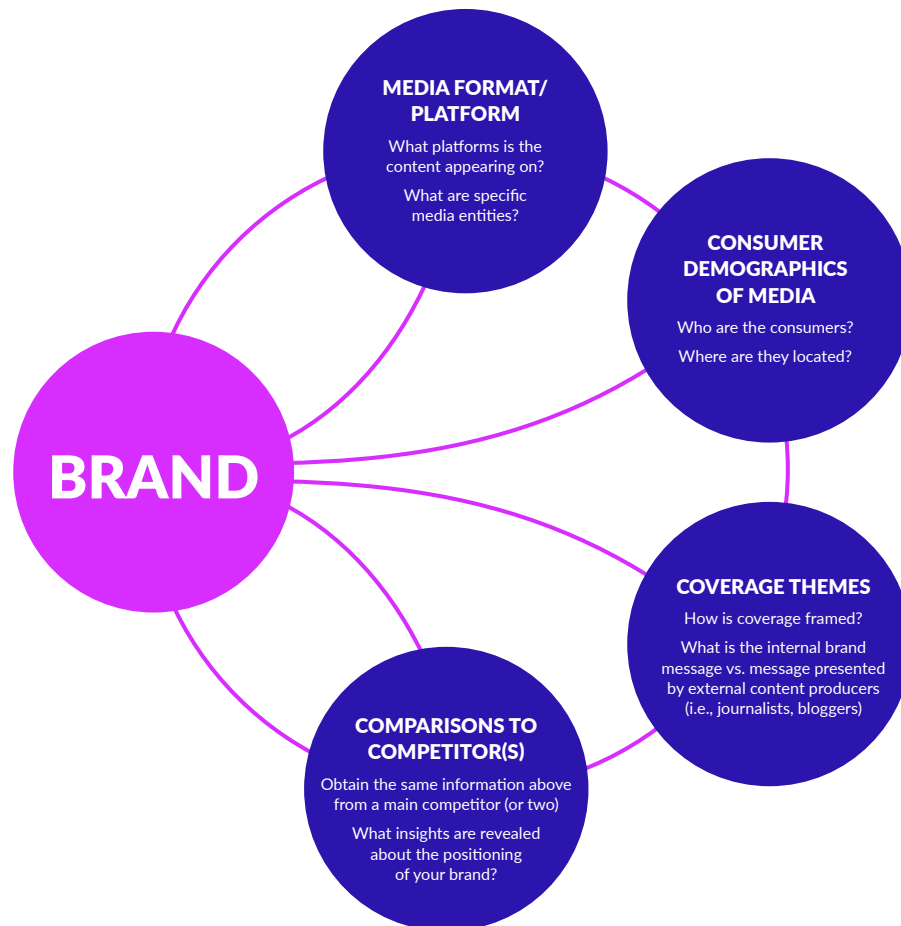 MEDIA FORMAT/
PLATFORM
What platforms is the
content appearing on?
What are specific
media entities?
CONSUMER
DEMOGRAPHICS
OF MEDIA
Who are the consumers?
Where are they located?
BRAND
COVERAGE THEMES
How is coverage framed?
What is the internal brand
message vs. message presented
by external content producers
(i.e., journalists, bloggers)
COMPARISONS TO
COMPETITOR(S)
Obtain the same information above
from a main competitor (or two)
What insights are revealed
about the positioning
of your brand?